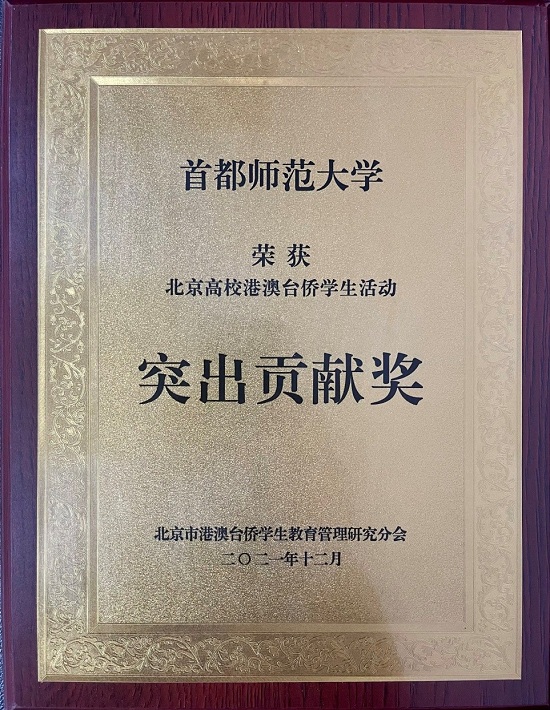 首都师范大学
荣获
北京高校港澳台侨学生活动
突出贡献奖
北京市港澳台侨学生教育管理研究分会
二〇二一年十二月